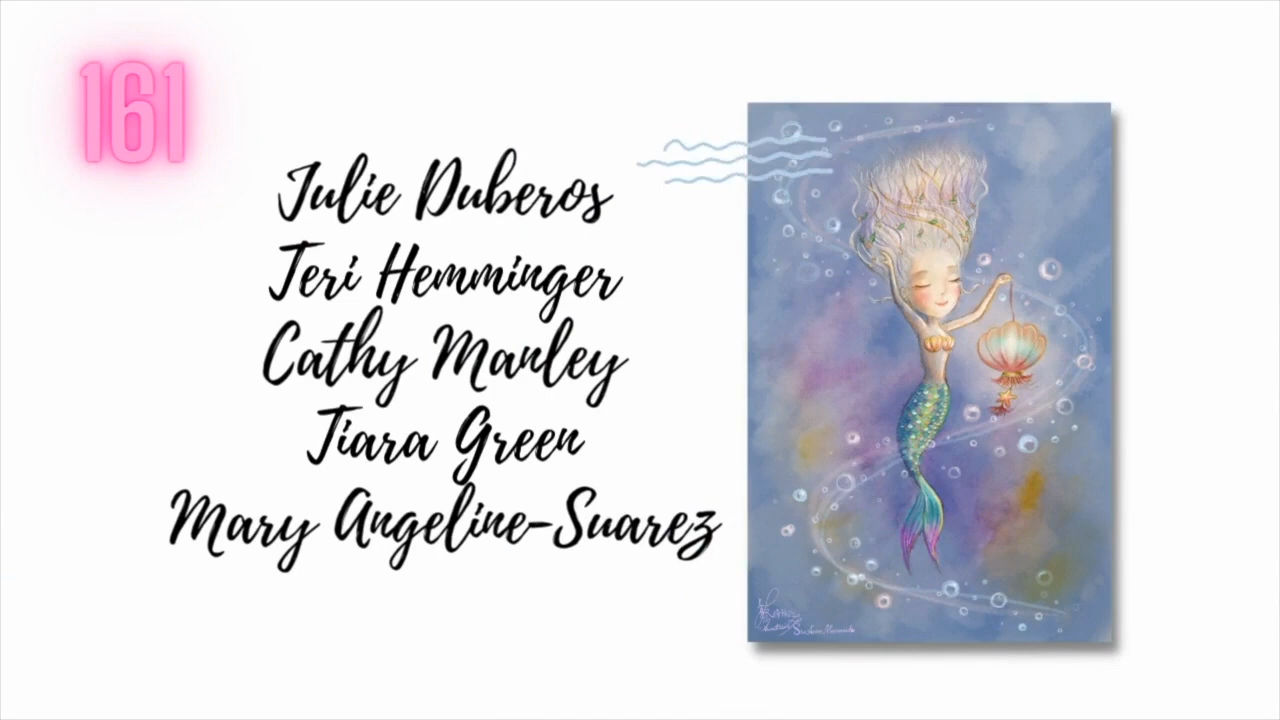 161
Julie Duberos
Teri Hemminger
Cathy Manley
Tiara Green
Mary Angeline-Suarez